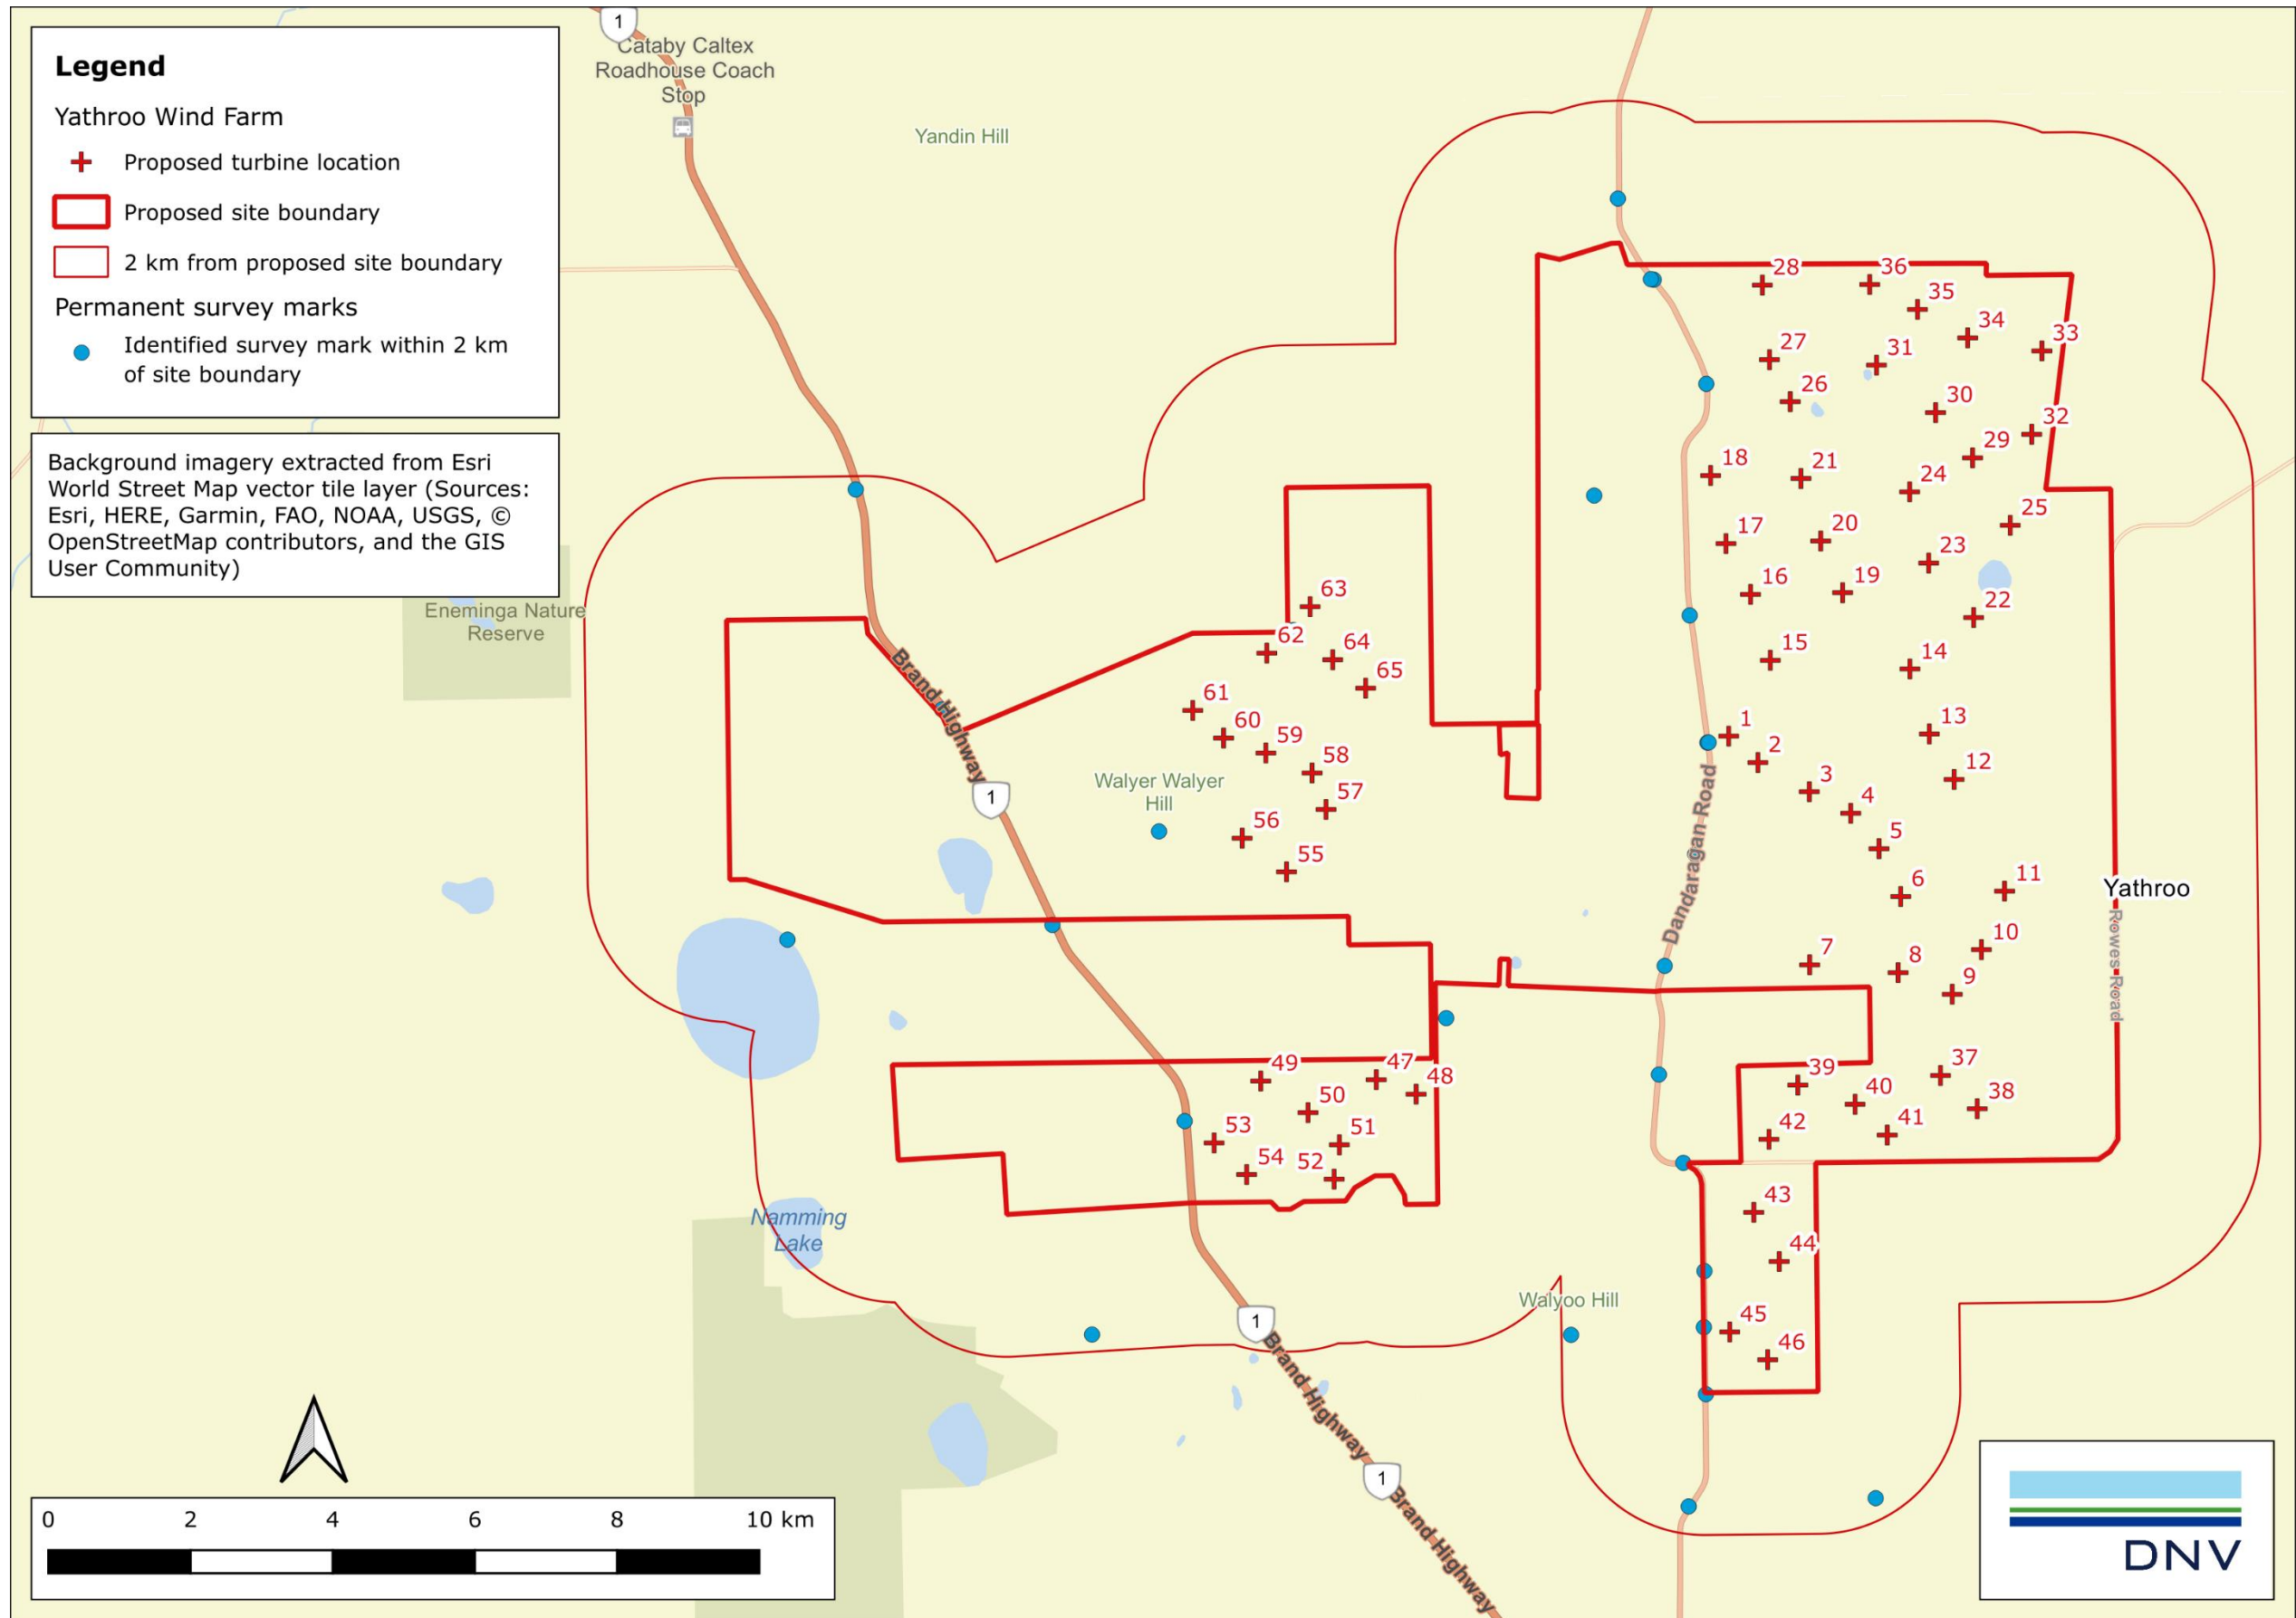 1
Cataby Caltex
Roadhouse Coach
Stop
Legend
Yathroo Wind Farm
Proposed turbine location
Proposed site boundary
2 km from proposed site boundary
Permanent survey marks
Identified survey mark within 2 km
of site boundary
Background imagery extracted from Esri
World Street Map vector tile layer (Sources:
Esri, HERE, Garmin, FAO, NOAA, USGS, ©
OpenStreetMap contributors, and the GIS
User Community)
Yandin Hill
Eneminga Nature
Reserve
28
36
35
34
33
27
31
26
30
32
29
18
21
24
25
17
20
23
16
19
22
63
62
64
65
15
14
Brand Highway
61
60
59
58
57
56
55
1
2
3
4
5
6
13
12
11
10
7
8
9
Walyer Walyer
Hill
1
Dandaragan Road
Yathroo
Rowes Road
49
47
48
50
51
53
54
52
39
37
40
38
42
41
43
44
45
46
Namming
Lake
Walyoo Hill
1
Brand Highway
1
Brand Highway
0
2
4
6
8
10 km
DNV